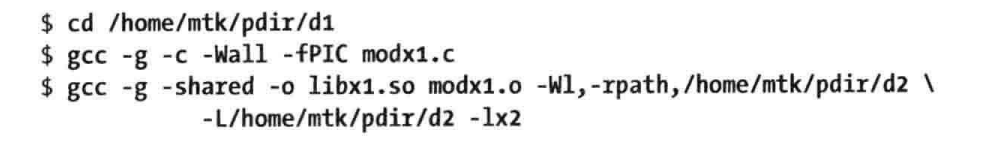 $ cd /home/mtk/pdir/d1
$ gcc -g -c -Wall -fPIC modx1.c
$ gcc -g -shared -o libx1.so modx1.o -Wl,-rpath,/home/mtk/pdir/d2 \
-L/home/mtk/pdir/d2 -lx2